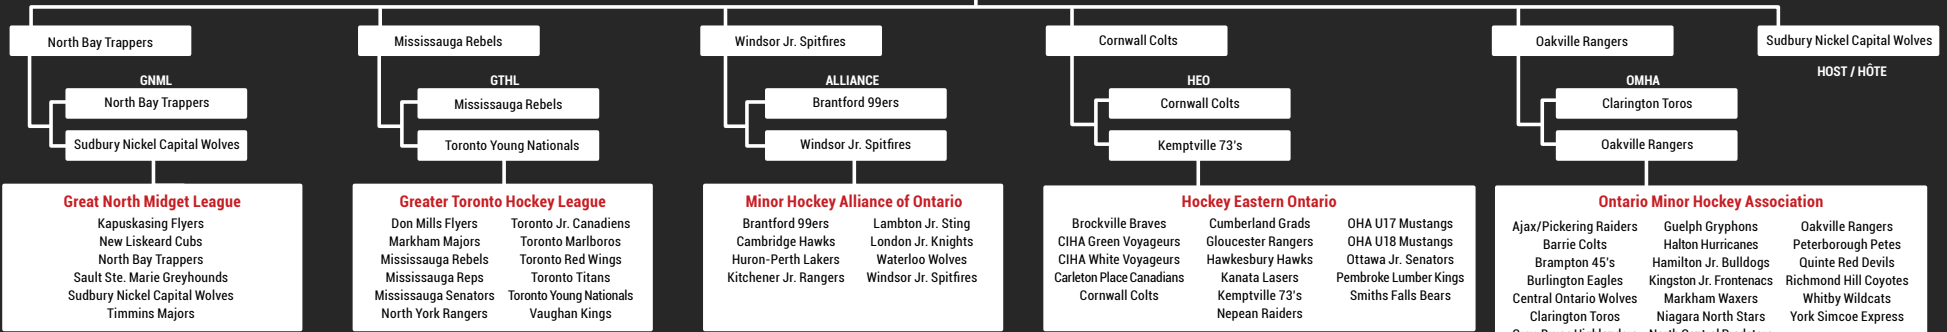 North Bay Trappers
Mississauga Rebels
Windsor Jr. Spitfires
Cornwall Colts
Oakville Rangers
Sudbury Nickel Capital Wolves
HOST / HÔTE
GNML
North Bay Trappers
Sudbury Nickel Capital Wolves
GTHL
Mississauga Rebels
Toronto Young Nationals
ALLIANCE
Brantford 99ers
Windsor Jr. Spitfires
HEO
Cornwall Colts
Kemptville 73's
OMHA
Clarington Toros
Oakville Rangers
Great North Midget League
Kapuskasing Flyers
New Liskeard Cubs
North Bay Trappers
Sault Ste. Marie Greyhounds
Sudbury Nickel Capital Wolves
Timmins Majors
Greater Toronto Hockey League
Don Mills Flyers
Markham Majors
Mississauga Rebels
Mississauga Reps
Mississauga Senators
North York Rangers
Toronto Jr. Canadiens
Toronto Marlboros
Toronto Red Wings
Toronto Titans
Toronto Young Nationals
Vaughan Kings
Minor Hockey Alliance of Ontario
Brantford 99ers
Cambridge Hawks
Huron-Perth Lakers
Kitchener Jr. Rangers
Lambton Jr. Sting
London Jr. Knights
Waterloo Wolves
Windsor Jr. Spitfires
Hockey Eastern Ontario
Brockville Braves
CIHA Green Voyageurs
CIHA White Voyageurs
Carleton Place Canadians
Cornwall Colts
Cumberland Grads
Gloucester Rangers
Hawkesbury Hawks
Kanata Lasers
Kemptville 73's
Nepean Raiders
OHA U17 Mustangs
OHA U18 Mustangs
Ottawa Jr. Senators
Pembroke Lumber Kings
Smiths Falls Bears
Ontario Minor Hockey Association
Ajax/Pickering Raiders
Barrie Colts
Brampton 45's
Burlington Eagles
Central Ontario Wolves
Clarington Toros
Guelph Gryphons
Halton Hurricanes
Hamilton Jr. Bulldogs
Kingston Jr. Frontenacs
Markham Waxers
Niagara North Stars
Oakville Rangers
Peterborough Petes
Quinte Red Devils
Richmond Hill Coyotes
Whitby Wildcats
York Simcoe Express